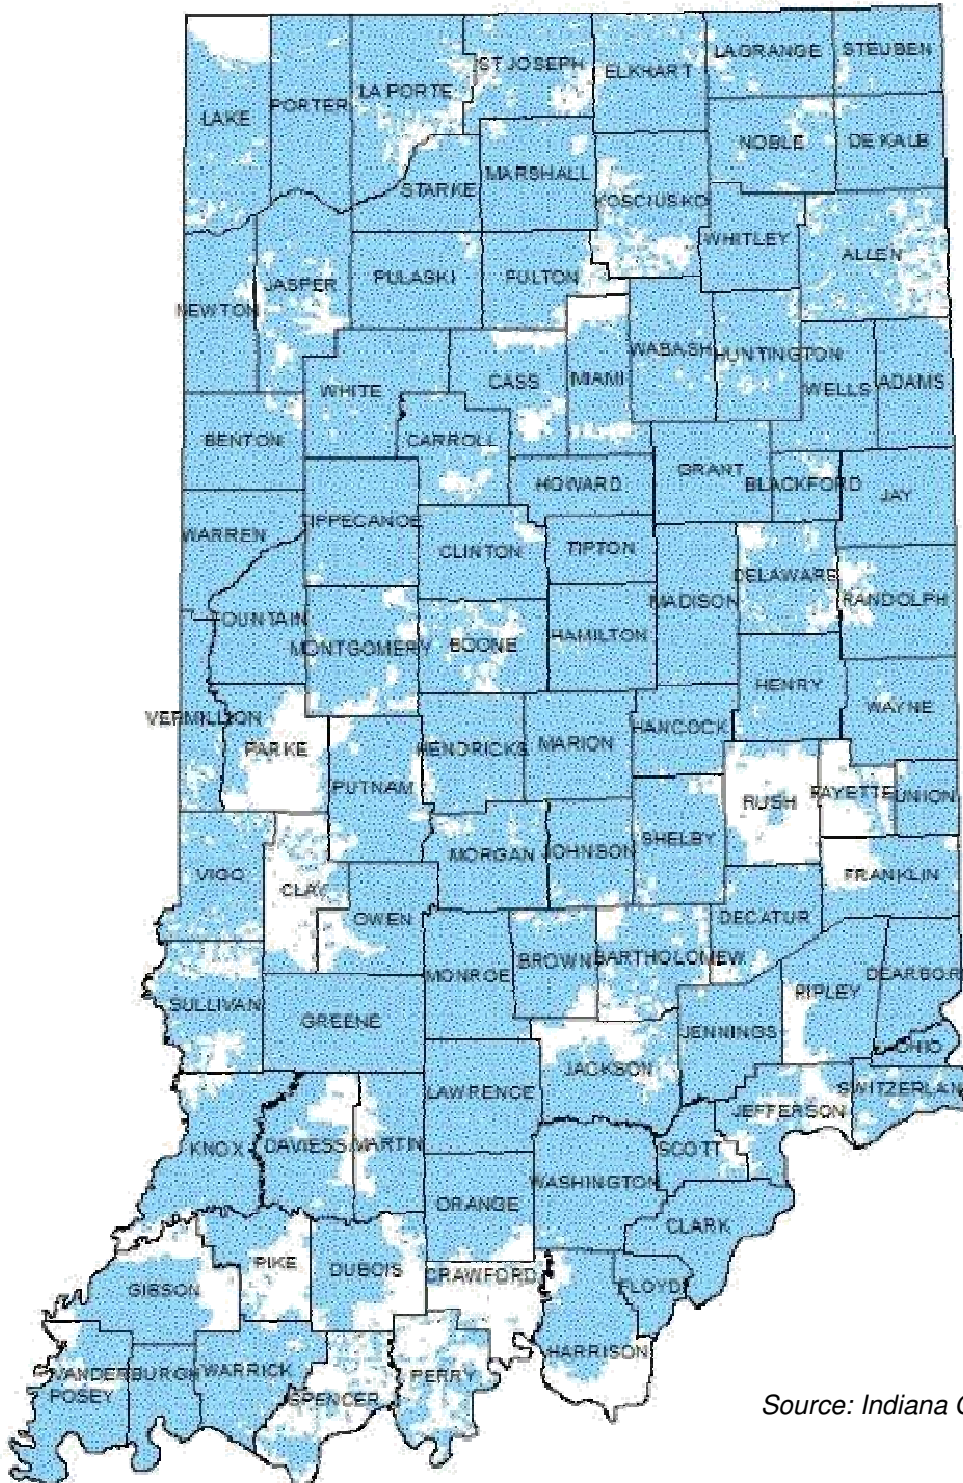 LAKE
PORTER
LA PORTE
ST JOSEPH
ELKHART
LAGRANGE
STEUBEN
NOBLE
DE KALB
STARKE
MARSHALL
KOSCIUSKO
WHITLEY
ALLEN
NEWTON
JASPER
PULASKI
FULTON
WHITE
CASS
MIAMI
WABASH
HUNTINGTON
WELLS
ADAMS
BENTON
CARROLL
HOWARD
GRANT
BLACKFORD
JAY
WARREN
IPPECANOE
CLINTON
TIPTON
MADISON
DELAWARE
RANDOLPH
OUNTAIN
MONTGOMERY
BOONE
HAMILTON
HENRY
WAYNE
VERMILLION
PARKE
PUTNAM
HENDRICKS
MARION
HANCOCK
RUSH
FAYETTE
UNION
VIGO
CLAY
OWEN
MORGAN
JOHNSON
SHELBY
DECATUR
FRANKLIN
SULLIVAN
GREENE
MONROE
BROWN
BARTHOLOMEW
JENNINGS
RIPLEY
DEARBOR
OHIO
SWITZERLAN
JEFFERSON
JACKSON
LAWRENCE
KNOX
DAVIESS
MARTIN
ORANGE
WASHINGTON
SCOTT
CLARK
GIBSON
PIKE
DUBOIS
CRAWFORD
FLOYD
HARRISON
POSEY
VANDERBURGH
WARRICK
SPENCER
PERRY
Source: Indiana